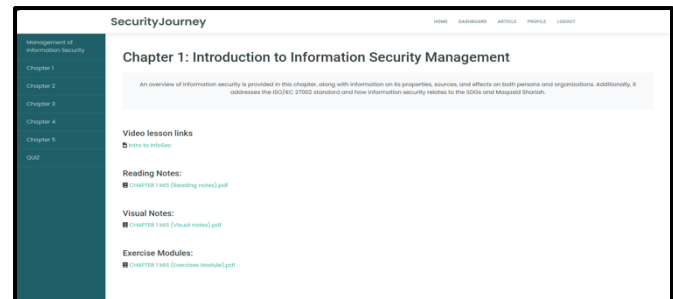 SecurityJourney
HOME DASHBOARD ARTICLE PROFILE LOGOUT
Management of
Information Security
Chapter 1
Chapter 2
Chapter 3
Chapter 4
Chapter 5
QUIZ
Chapter 1: Introduction to Information Security Management
An overview of information security is provided in this chapter, along with information on its properties, sources, and effects on both persons and organizations. Additionally, it
addresses the ISO/IEC 27002 standard and how information security relates to the SDGs and Maqasid Shariah.
Video lesson links
Intro to InfoSec
Reading Notes:
CHAPTER 1 MIS (Reading notes).pdf
Visual Notes:
CHAPTER 1 MIS (Visual notes).pdf
Exercise Modules:
CHAPTER 1 MIS (Exercises Module).pdf